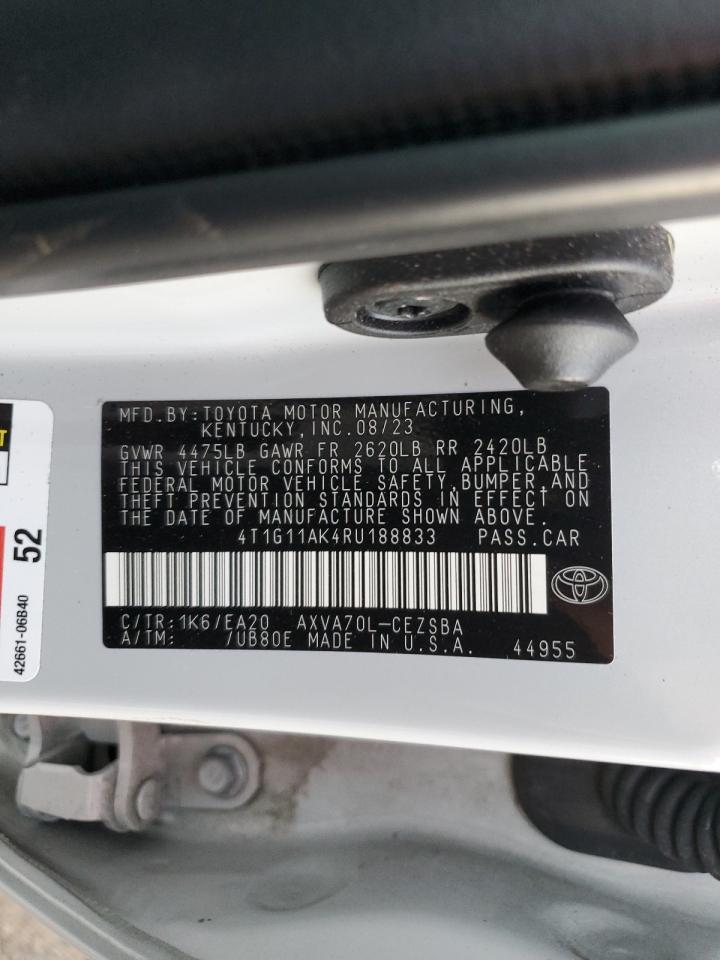 MFD.BY:TOYOTA MOTOR MANUFACTURING,
KENTUCKY,INC.08/23
GVWR 4475LB GAWR FR 2620LB RR 2420LB
THIS VEHICLE CONFORMS TO ALL APPLICABLE
FEDERAL MOTOR VEHICLE SAFETY,BUMPER,AND
THEFT PREVENTION STANDARDS IN EFFECT ON
THE DATE OF MANUFACTURE SHOWN ABOVE.
4T1G11AK4RU188833 PASS.CAR
C/TR:1K6/EA20 AXVA70L-CEZSBA
A/TM: /UB80E MADE IN U.S.A. 44955
52
42661-06B40